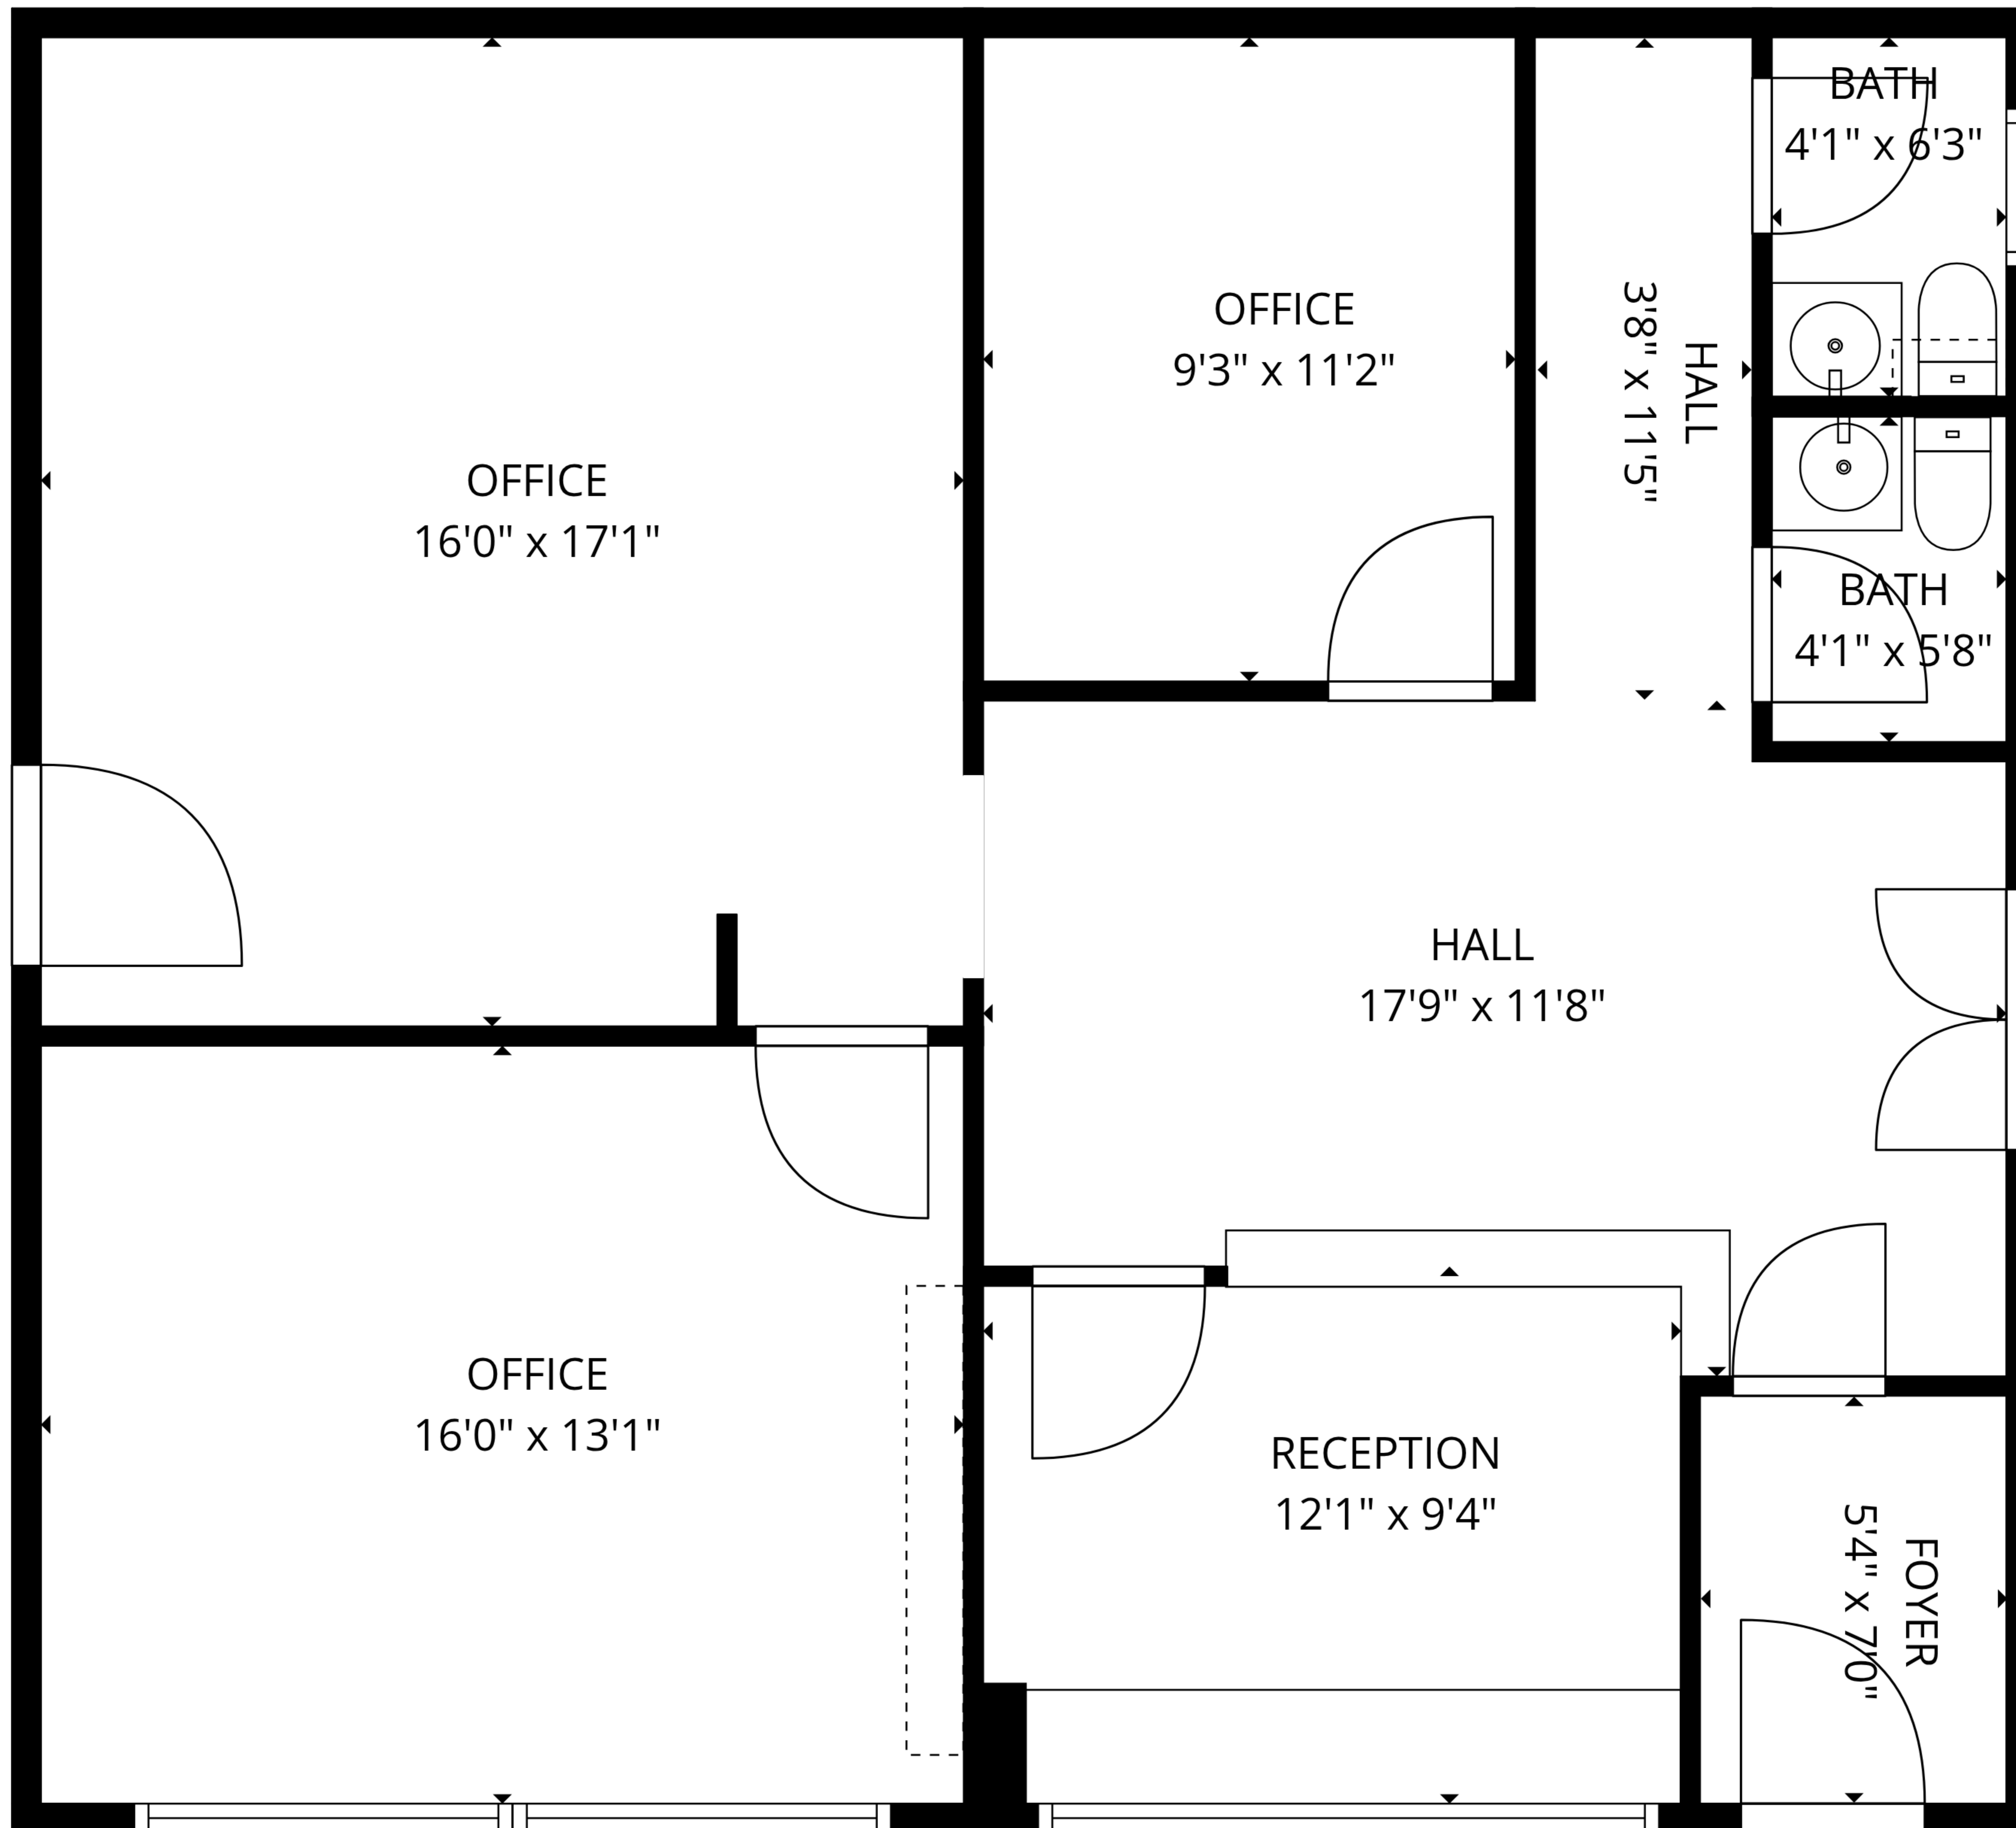 BATH
4'1" x 6'3"
OFFICE
9'3" x 11'2"
HALL
3'8" x 11'5"
OFFICE
16'0" x 17'1"
BATH
4'1" x 5'8"
HALL
17'9" x 11'8"
OFFICE
16'0" x 13'1"
RECEPTION
12'1" x 9'4"
FOYER
5'4" x 7'0"